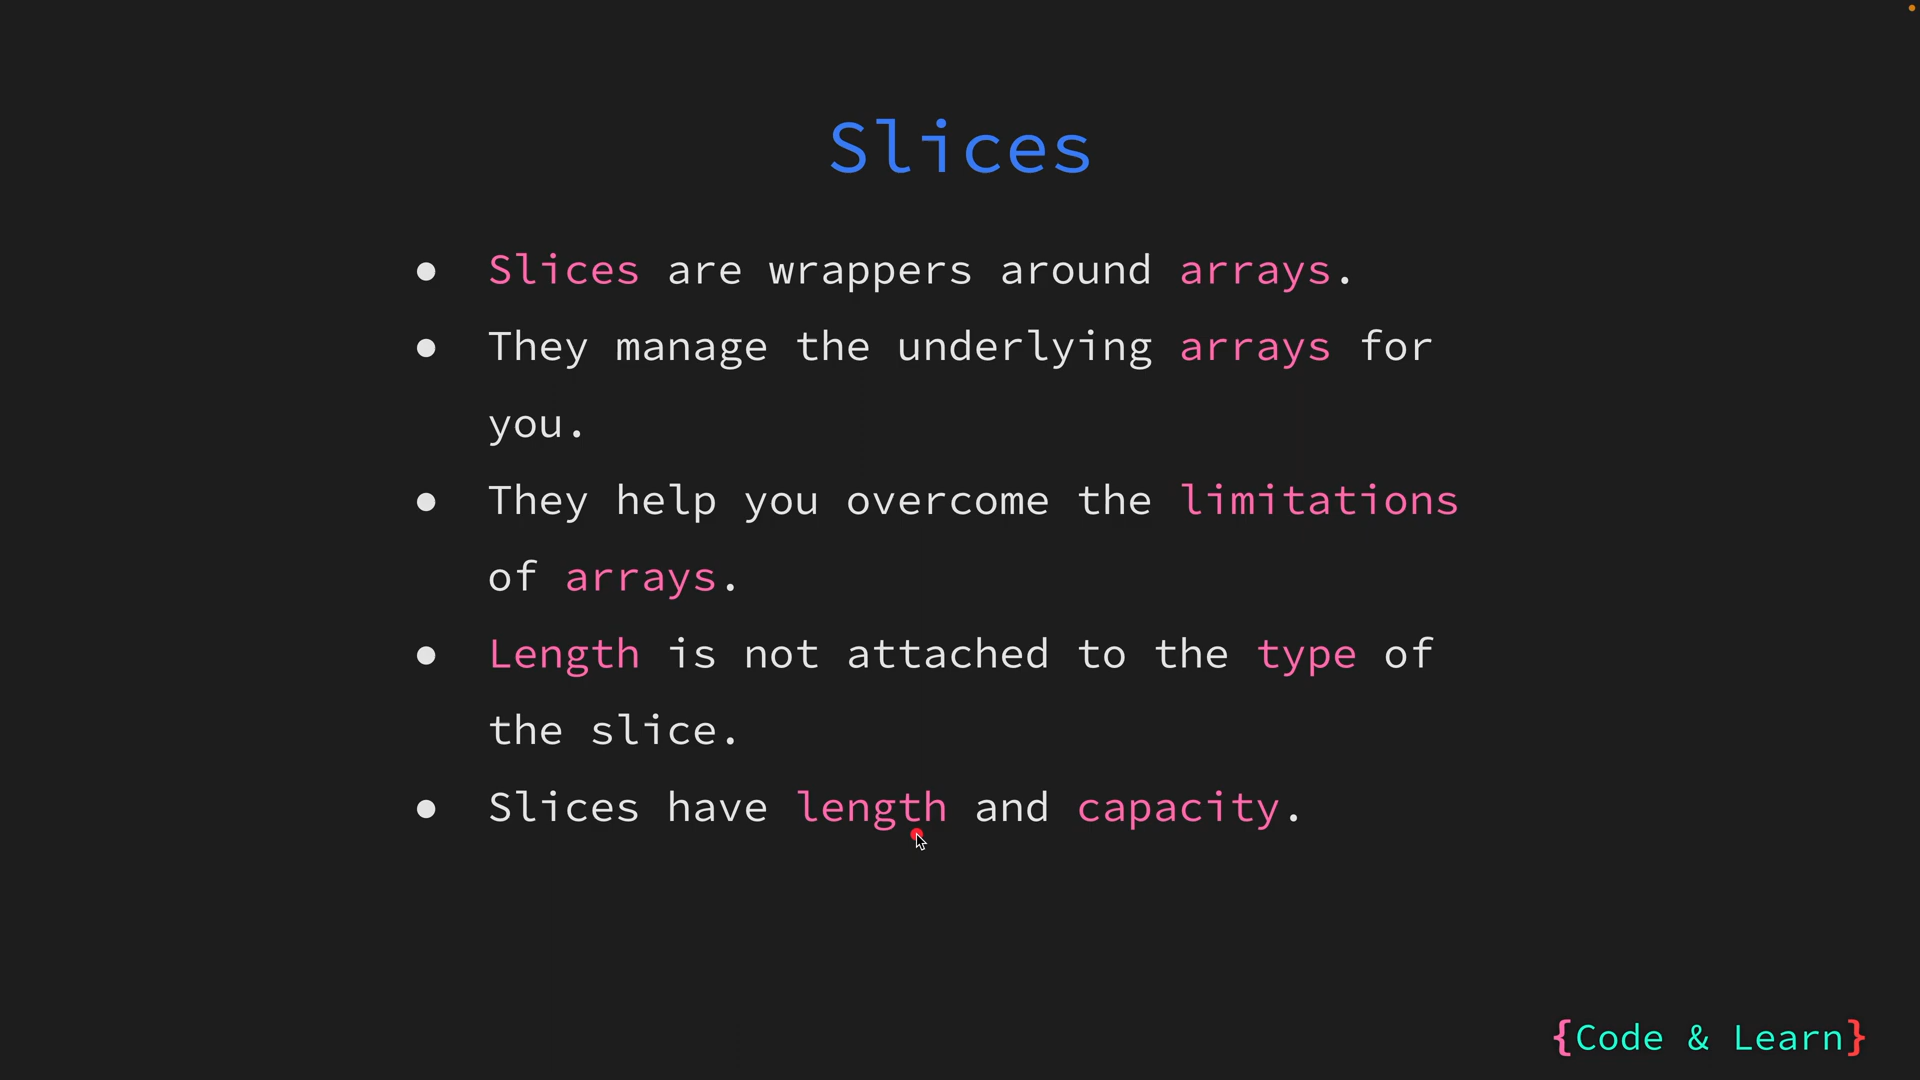 Slices
● Slices are wrappers around arrays.
● They manage the underlying arrays for
you.
● They help you overcome the limitations
of arrays.
● Length is not attached to the type of
the slice.
● Slices have length and capacity.
{Code & Learn}